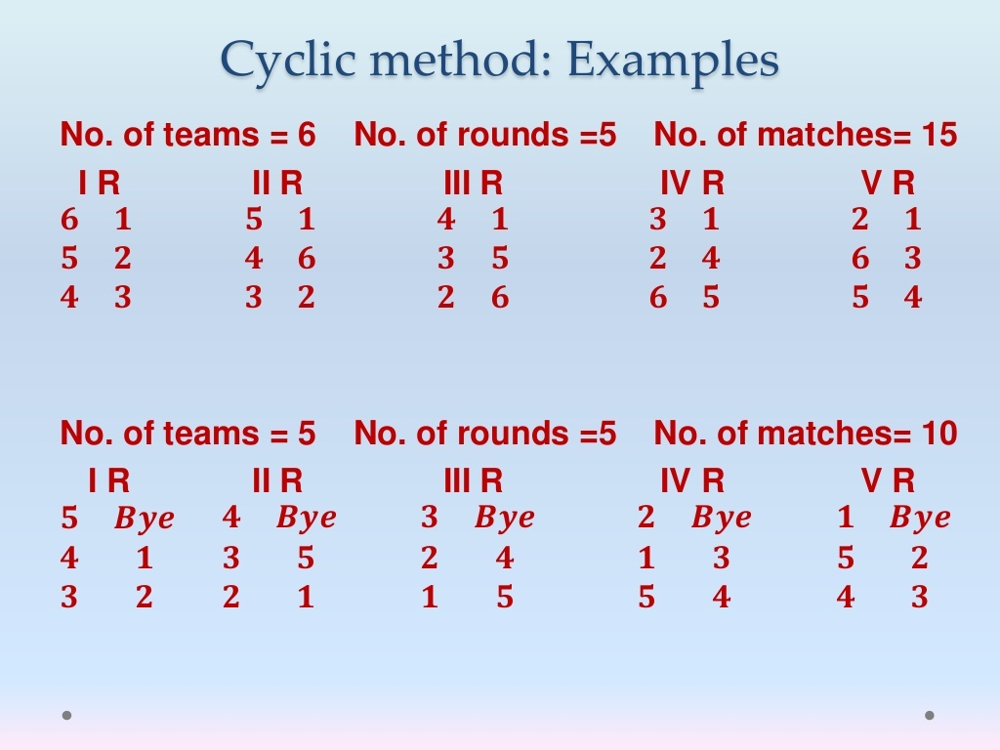 Cyclic method: Examples
No. of teams = 6 No. of rounds =5 No. of matches= 15
I R II R III R IV R V R
6 1 5 1 4 1 3 1 2 1
5 2 4 6 3 5 2 4 6 3
4 3 3 2 2 6 6 5 5 4
No. of teams = 5 No. of rounds =5 No. of matches= 10
I R II R III R IV R V R
5 Bye 4 Bye 3 Bye 2 Bye 1 Bye
4 1 3 5 2 4 1 3 5 2
3 2 2 1 1 5 5 4 4 3